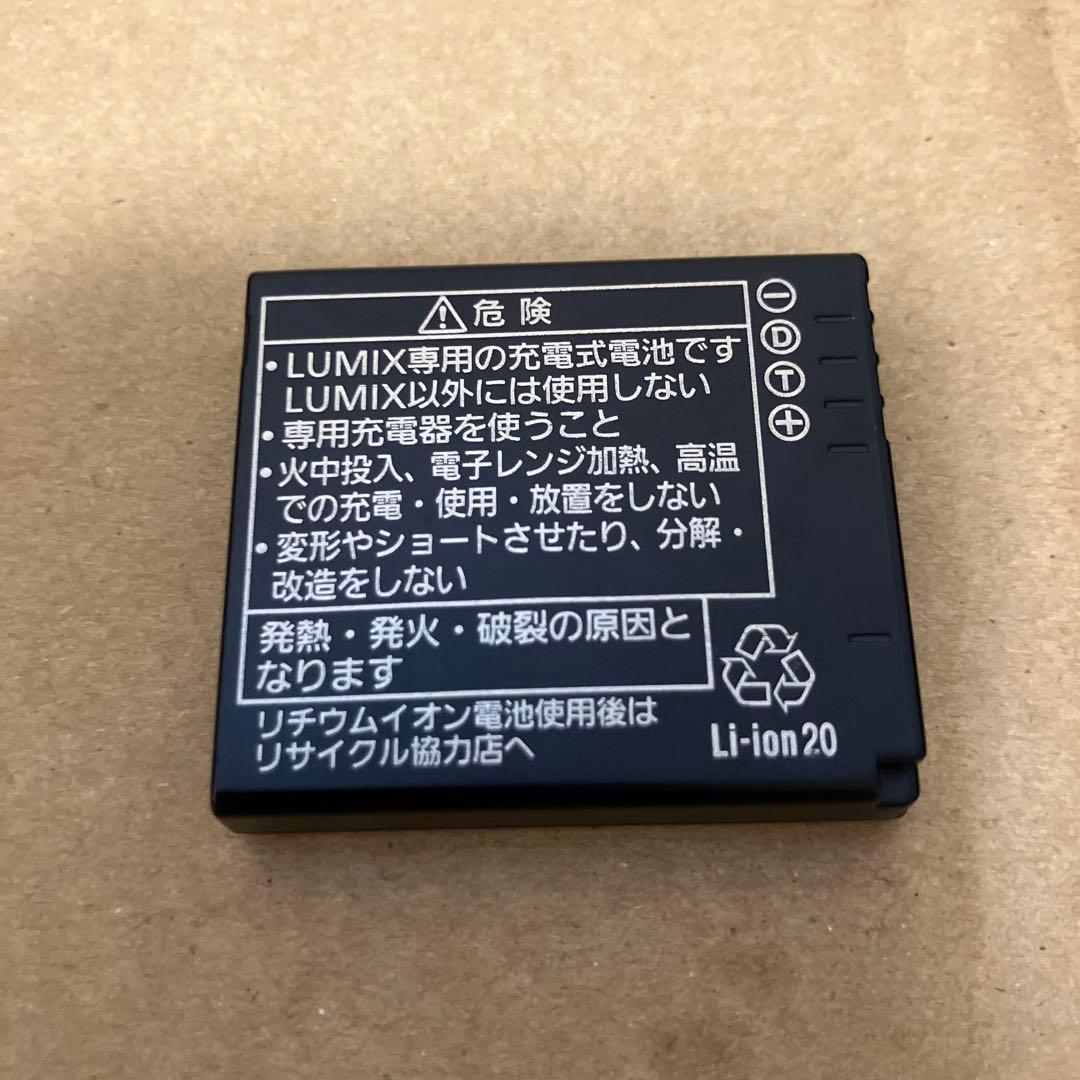 ⚠危険
・LUMIX専用の充電式電池です
LUMIX以外には使用しない
・専用充電器を使うこと
・火中投入、電子レンジ加熱、高温
での充電・使用・放置をしない
・変形やショートさせたり、分解・
改造をしない
発熱・発火・破裂の原因と
なります
リチウムイオン電池使用後は
リサイクル協力店へ
⊖
Ⓓ
Ⓣ
⊕
Li-ion20